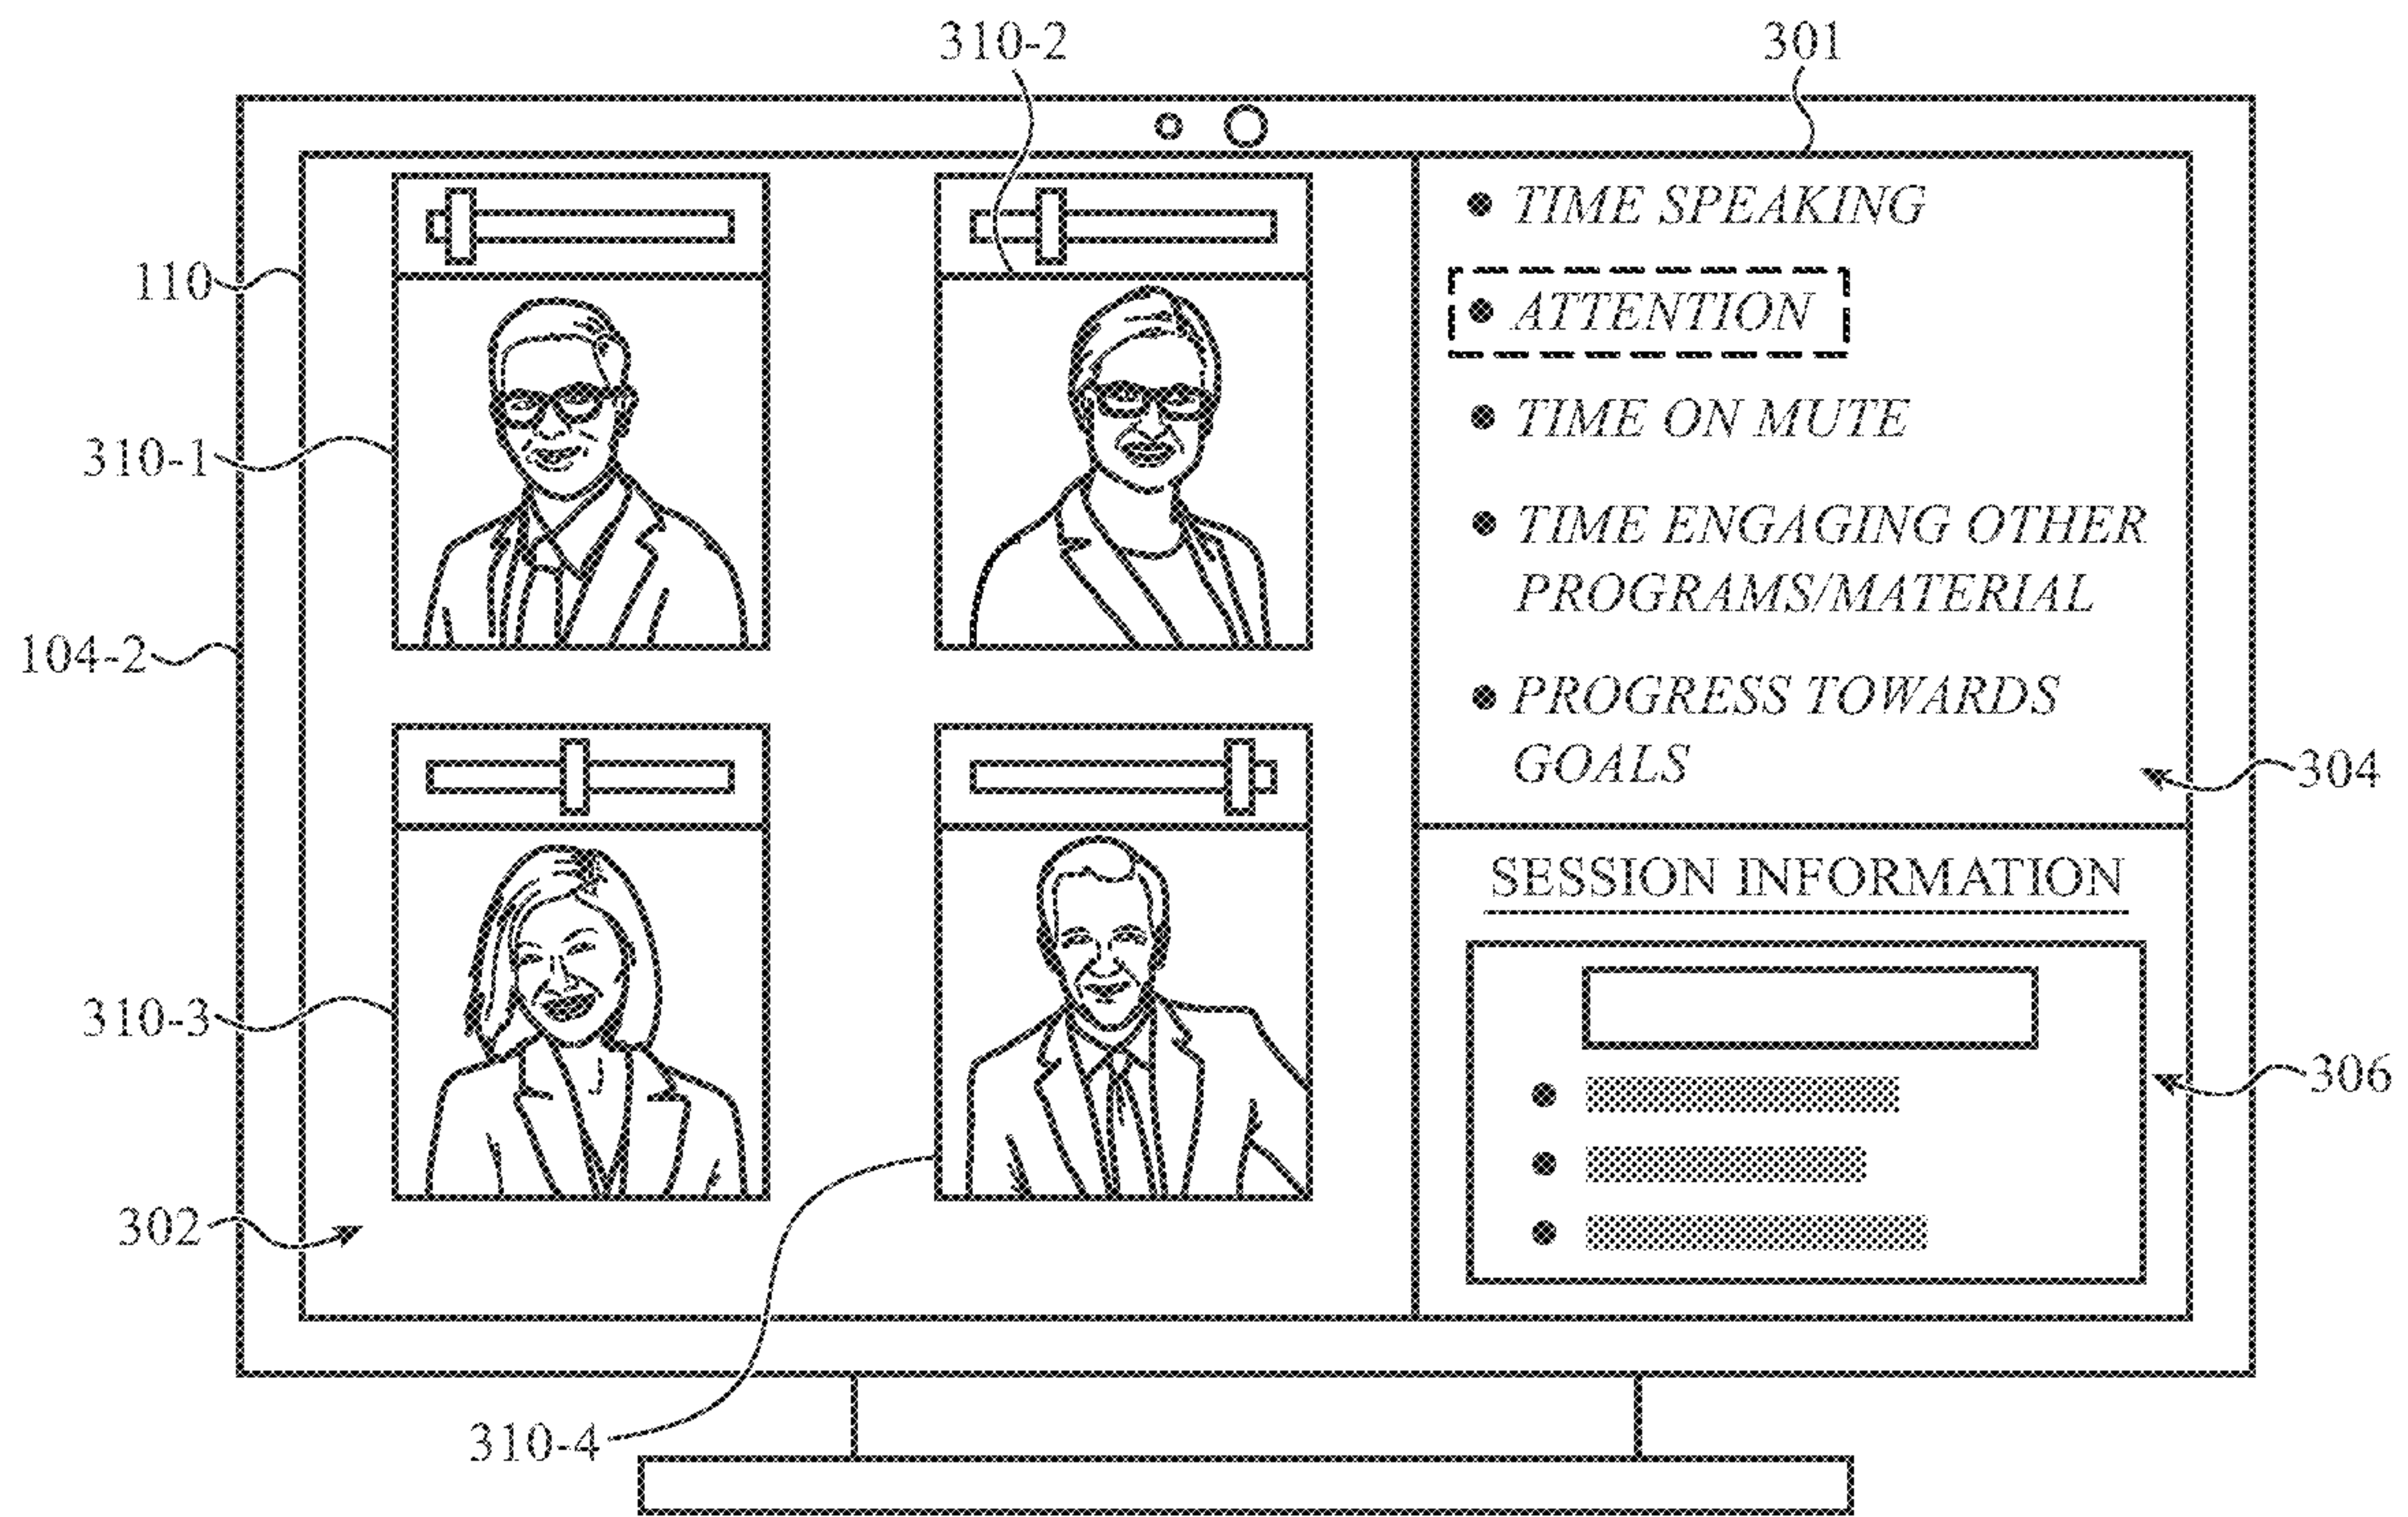 310-2
301
110
310-1
104-2
310-3
302
310-4
• TIME SPEAKING
• ATTENTION
• TIME ON MUTE
• TIME ENGAGING OTHER
PROGRAMS/MATERIAL
• PROGRESS TOWARDS
GOALS
304
SESSION INFORMATION
306